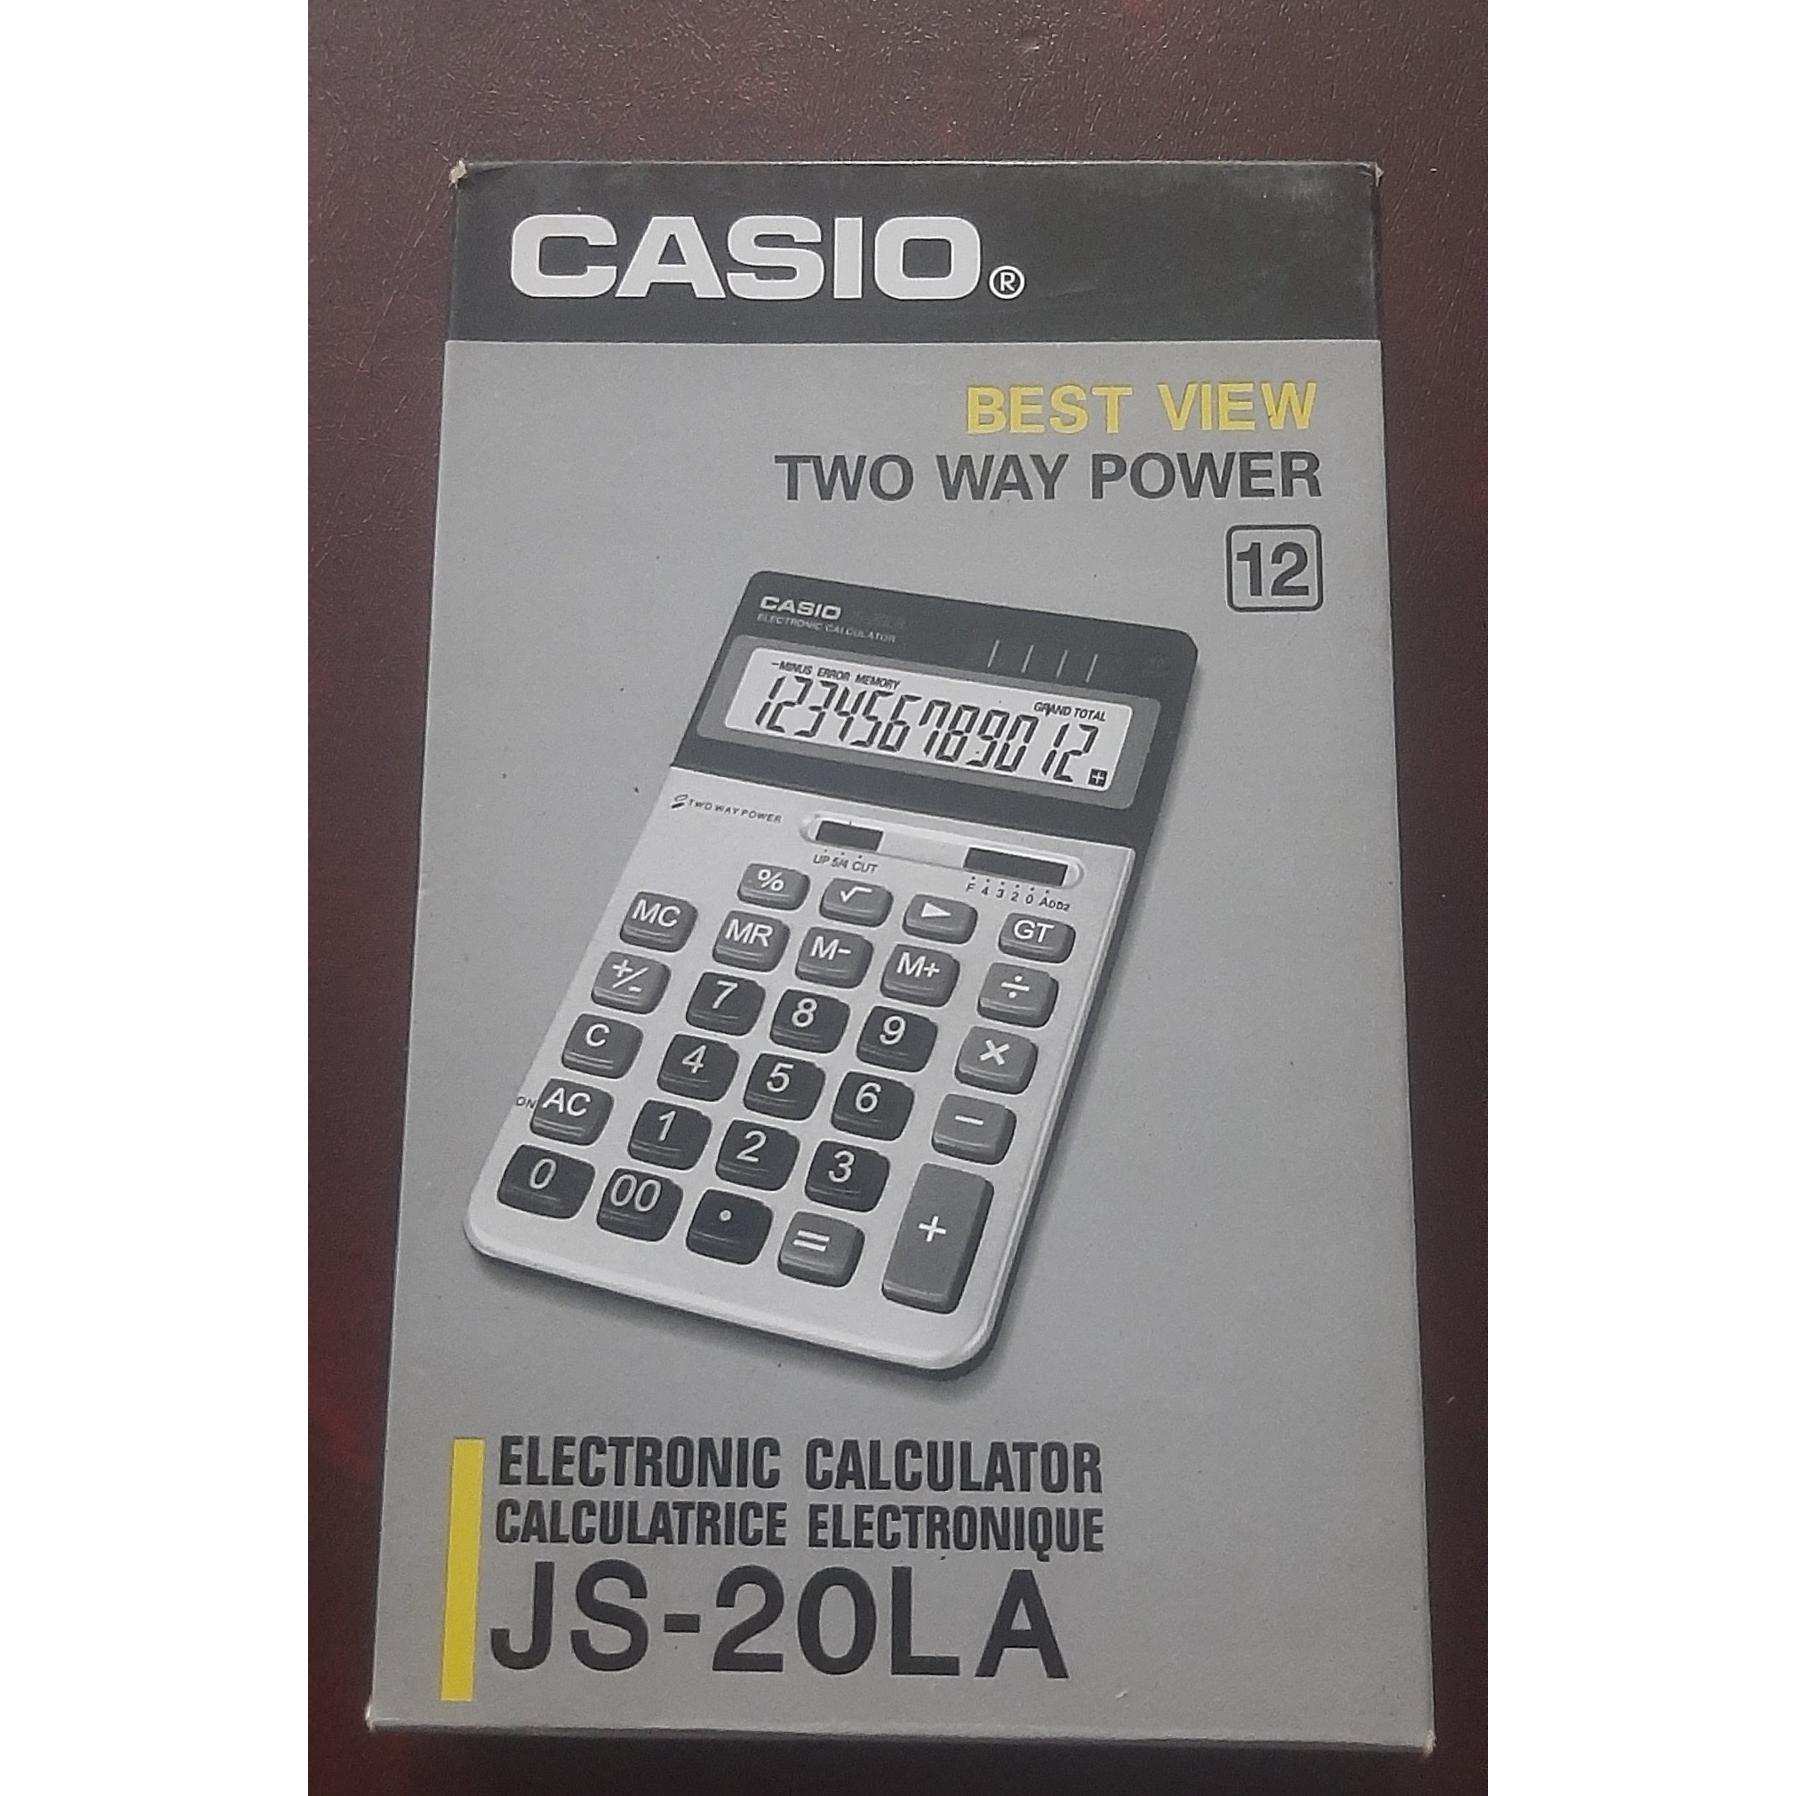 CASIO®
BEST VIEW
TWO WAY POWER
12
CASIO
ELECTRONIC CALCULATOR
-MINUS ERROR MEMORY
GRAND TOTAL
123456789012
TWO WAY POWER
UP 5/4 CUT
F 4 3 2 0 ADD2
% √ ▶ GT
MC MR M- M+ ÷
+/- 7 8 9 ×
C 4 5 6 −
ON AC 1 2 3 +
0 00 . =
ELECTRONIC CALCULATOR
CALCULATRICE ELECTRONIQUE
JS-20LA